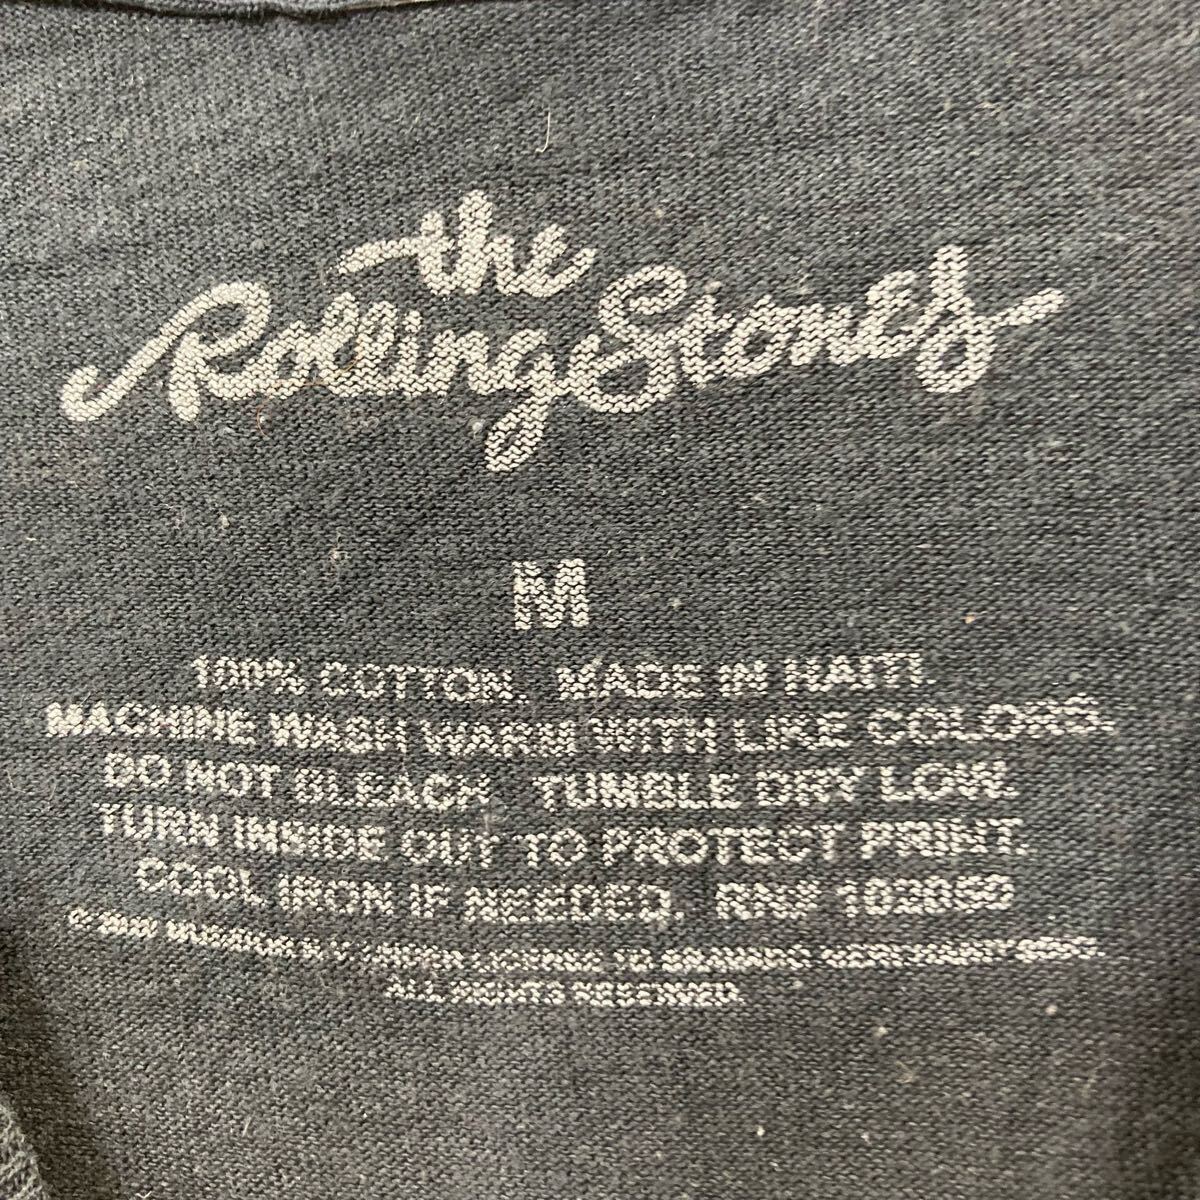 the
Rolling Stones
M
100% COTTON. MADE IN HAITI.
MACHINE WASH WARM WITH LIKE COLORS.
DO NOT BLEACH. TUMBLE DRY LOW.
TURN INSIDE OUT TO PROTECT PRINT.
COOL IRON IF NEEDED. RN#
TO
ALL RIGHTS RESERVED.